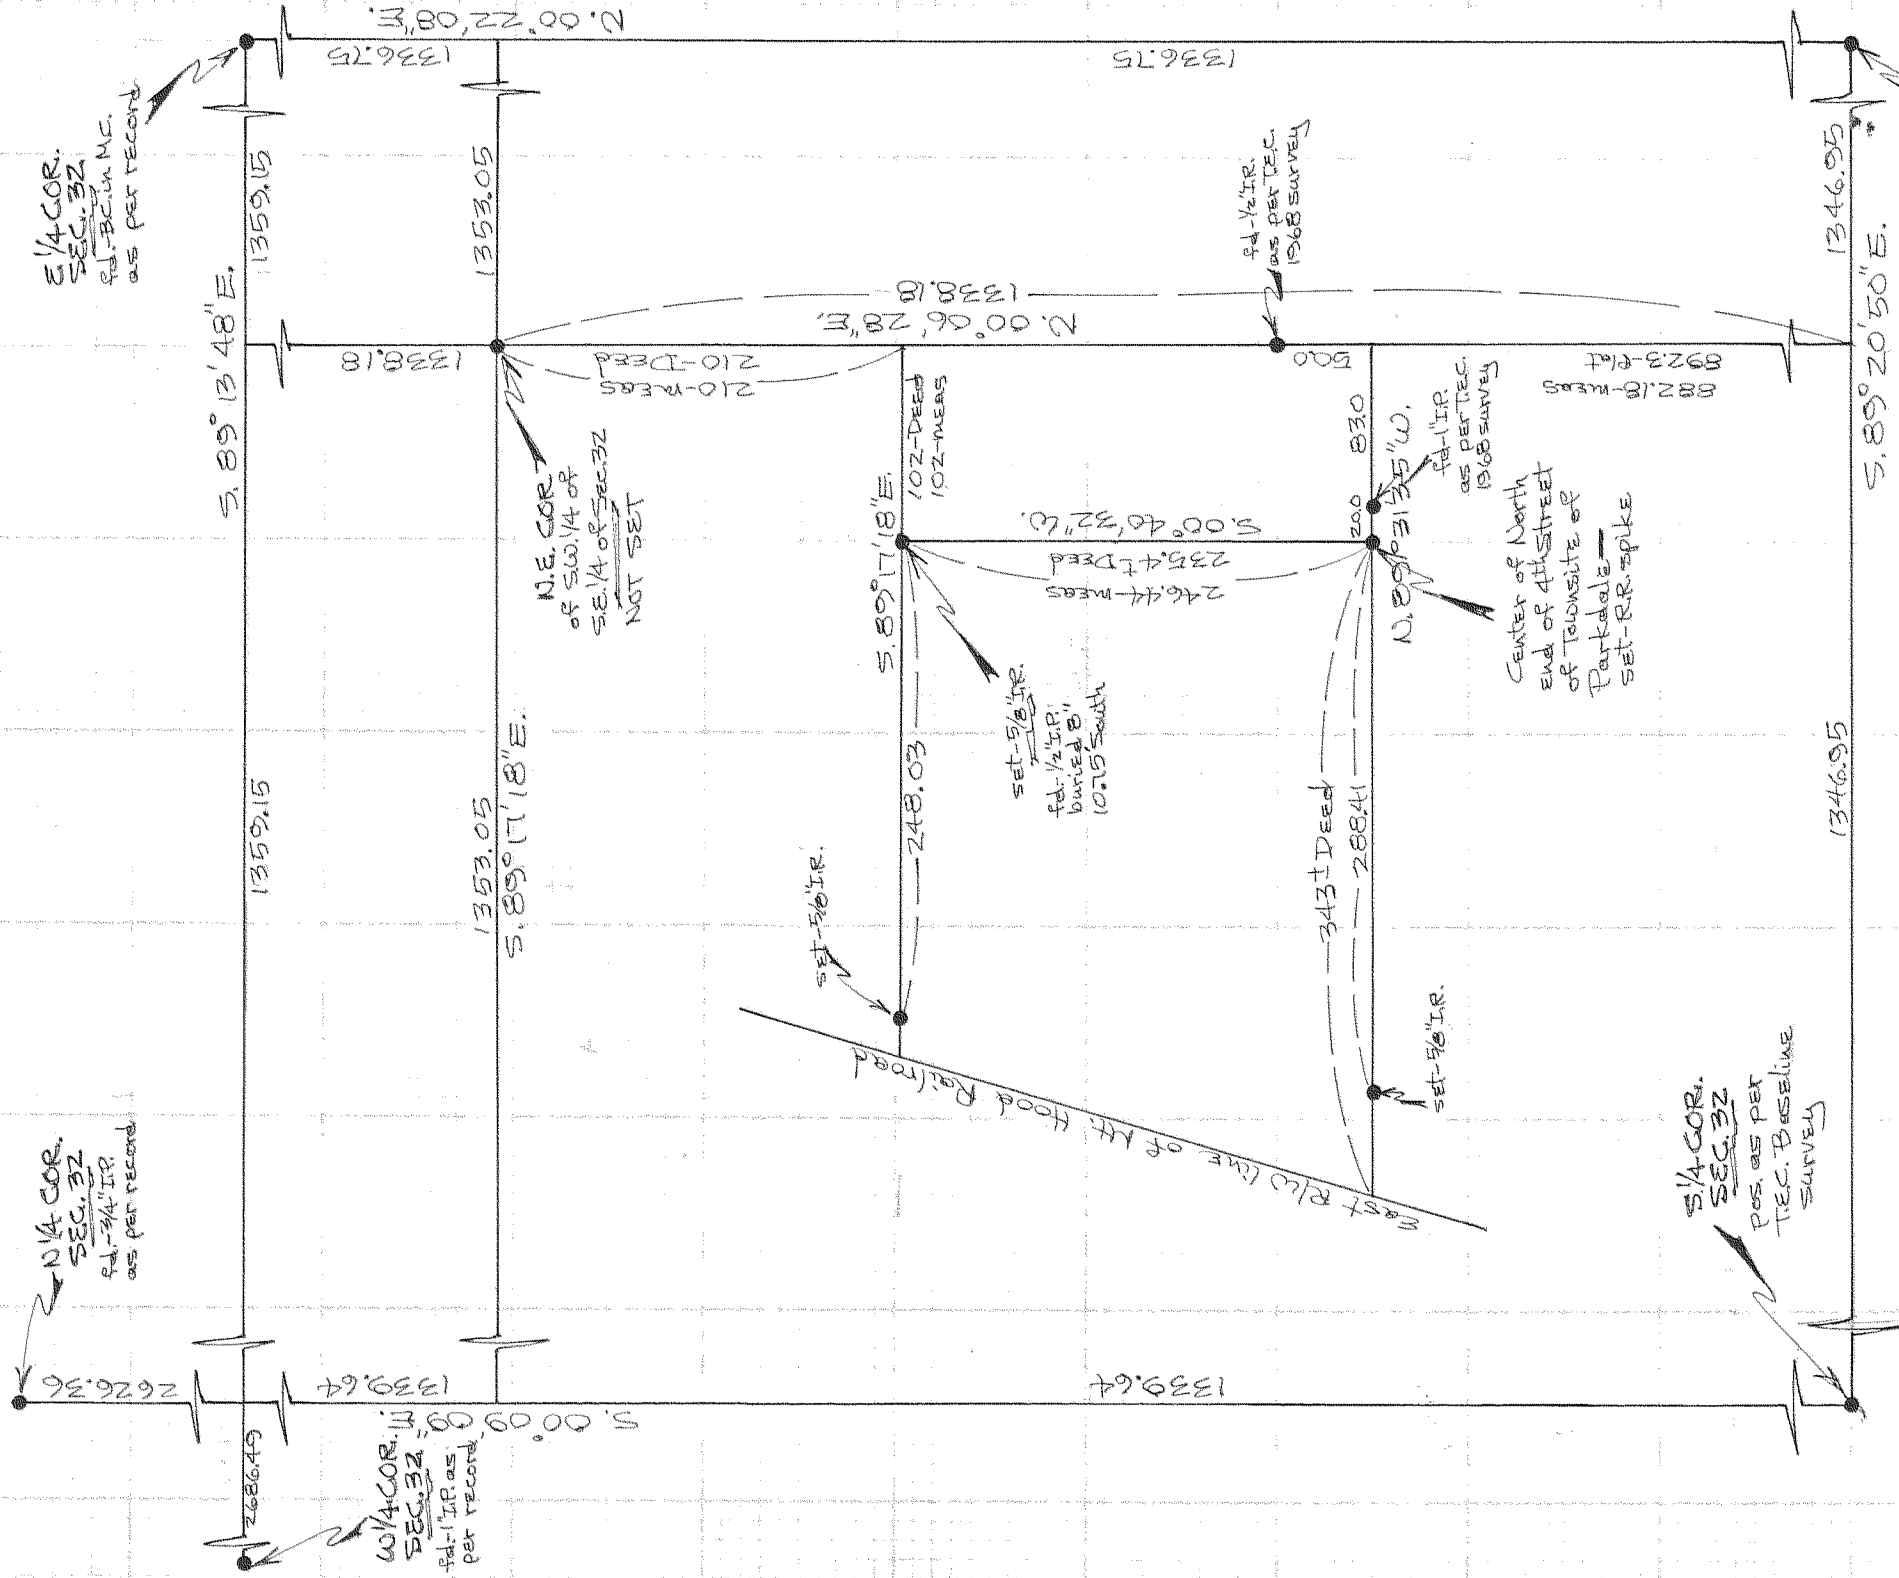 N 1/4 COR.
SEC. 32
fd.-3/4" I.P.
as per record
2626.36
W 1/4 COR.
SEC. 32
fd.-1" I.P. as
per record
2686.49
S. 00° 09' 09" E.
1339.64
1339.64
E 1/4 COR.
SEC. 32
fd.-BC. in M.C.
as per record
S. 89° 13' 48" E.
1359.15
1359.15
N. 00° 22' 08" E.
1336.75
1336.75
1353.05
1353.05
S. 89° 17' 18" E.
1338.18
N.E. COR.
of S.W. 1/4 of
S.E. 1/4 of Sec. 32
NOT SET
210-Deed
210-meas
N. 00° 06' 28" E.
1338.18
fd-1/2" I.R.
as per T.E.C.
1968 survey
50.0
892.3-Plat
882.18-meas
102-Deed
102-meas
S. 89° 17' 18" E.
248.03
set-5/8" I.R.
set-5/8" I.R.
fd.-1/2" I.P.
buried 8"
10.75' South
S. 00° 40' 32" W.
235.4± Deed
246.44-meas
83.0
20.0
N. 89° 31' 35" W.
fd-1" I.P.
as per T.E.C.
1968 survey
Center of North
End of 4th Street
of Townsite of
Parkdale—
set-R.R. spike
343± Deed
288.41
set-5/8" I.R.
East R/W line of Mt. Hood Railroad
S 1/4 COR.
SEC. 32
pos. as per
T.E.C. Baseline
Survey
1346.95
1346.95
S. 89° 20' 50" E.